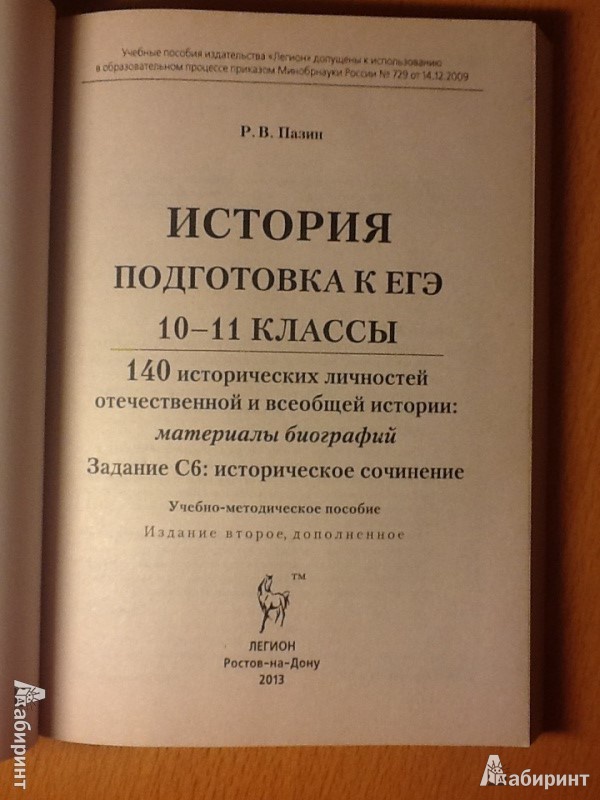 Учебные пособия издательства «Легион» допущены к использованию
в образовательном процессе приказом Минобрнауки России № 729 от 14.12.2009
Р. В. Пазин
ИСТОРИЯ
ПОДГОТОВКА К ЕГЭ
10–11 КЛАССЫ
140 исторических личностей
отечественной и всеобщей истории:
материалы биографий
Задание С6: историческое сочинение
Учебно-методическое пособие
Издание второе, дополненное
TM
ЛЕГИОН
Ростов-на-Дону
2013
Лабиринт
Лабиринт